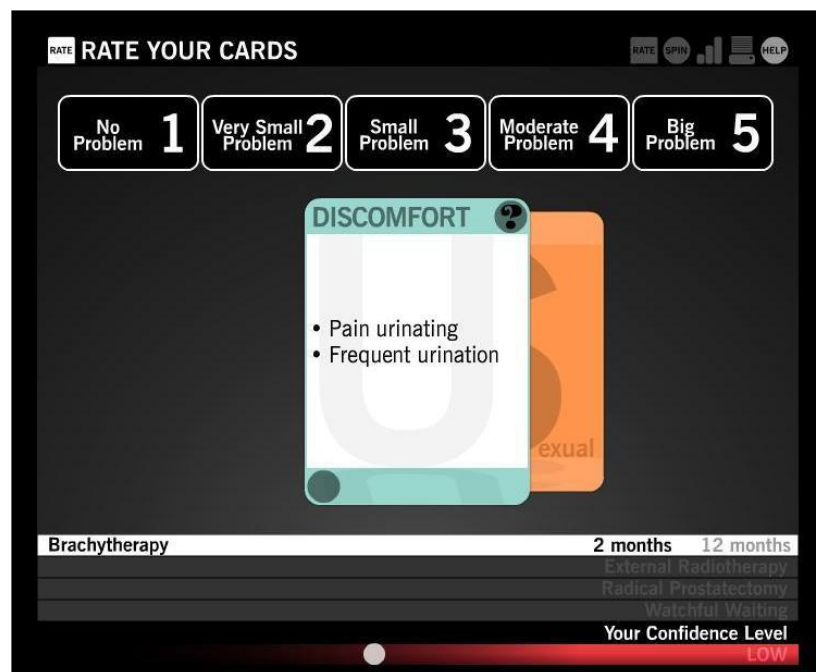 RATE RATE YOUR CARDS
RATE SPIN HELP
No Problem 1
Very Small Problem 2
Small Problem 3
Moderate Problem 4
Big Problem 5
DISCOMFORT ?
U
S
• Pain urinating
• Frequent urination
exual
Brachytherapy 2 months 12 months
External Radiotherapy
Radical Prostatectomy
Watchful Waiting
Your Confidence Level
LOW